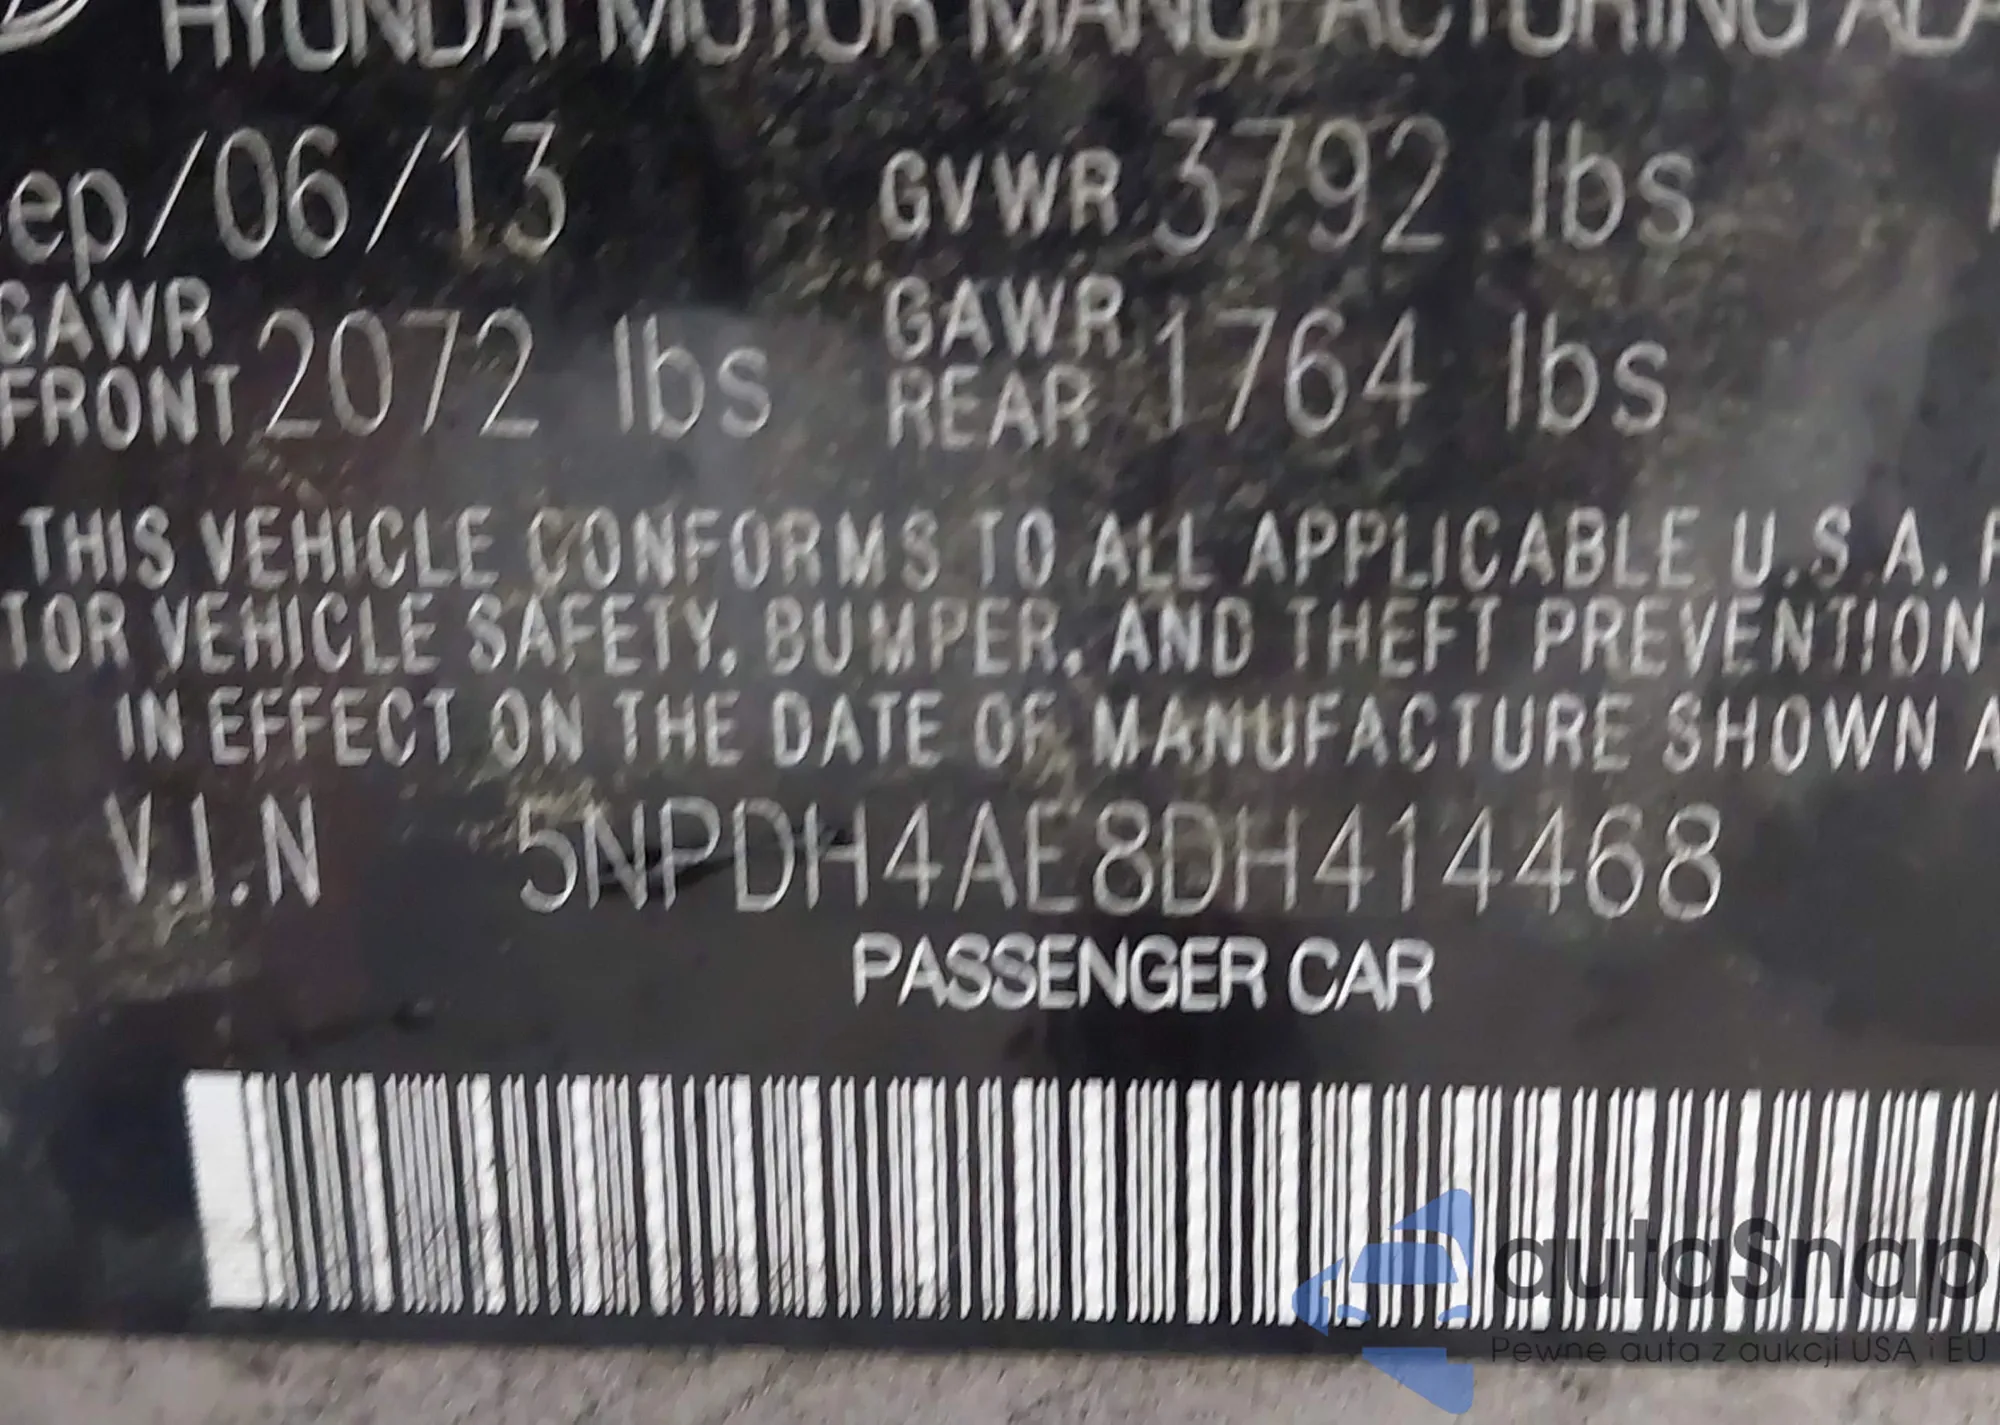 HYUNDAI MOTOR MANUFACTURING ALA
ep/06/13 GVWR 3792 lbs
GAWR FRONT 2072 lbs GAWR REAR 1764 lbs
THIS VEHICLE CONFORMS TO ALL APPLICABLE U.S.A. F
TOR VEHICLE SAFETY, BUMPER, AND THEFT PREVENTION
IN EFFECT ON THE DATE OF MANUFACTURE SHOWN A
V.I.N 5NPDH4AE8DH414468
PASSENGER CAR
autaSnap
Pewne auta z aukcji USA i EU